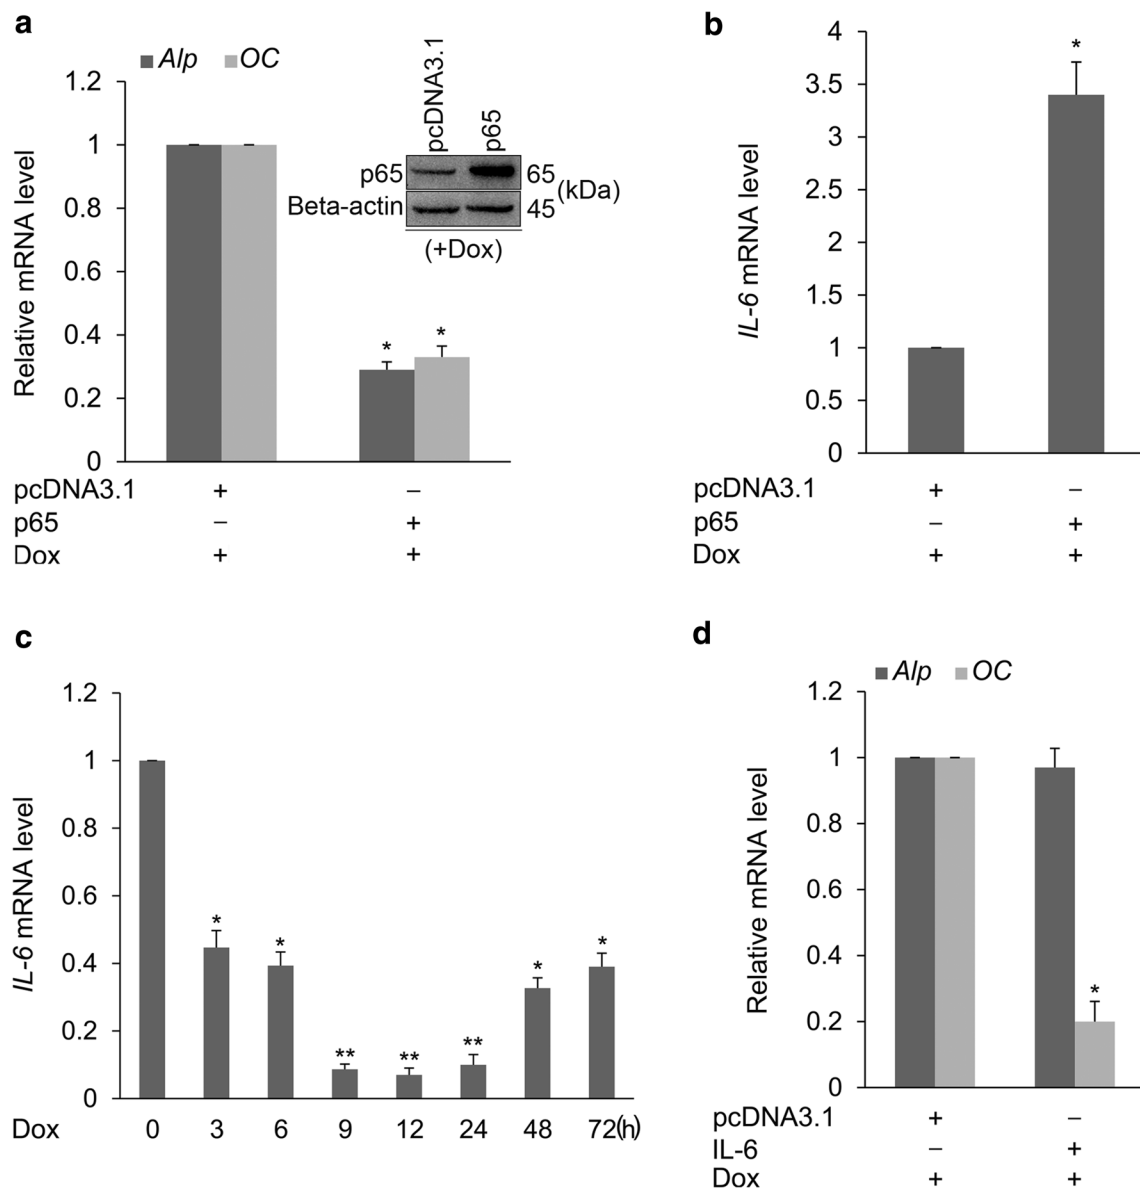 a
Alp OC
Relative mRNA level
1.2
1
0.8
0.6
0.4
0.2
0
pcDNA3.1
p65
p65 65
Beta-actin 45
(kDa)
(+Dox)
*
*
pcDNA3.1 + –
p65 – +
Dox + +
b
IL-6 mRNA level
4
3.5
3
2.5
2
1.5
1
0.5
0
*
pcDNA3.1 + –
p65 – +
Dox + +
c
IL-6 mRNA level
1.2
1
0.8
0.6
0.4
0.2
0
* * ** ** ** * *
Dox 0 3 6 9 12 24 48 72(h)
d
Alp OC
Relative mRNA level
1.2
1
0.8
0.6
0.4
0.2
0
*
pcDNA3.1 + –
IL-6 – +
Dox + +